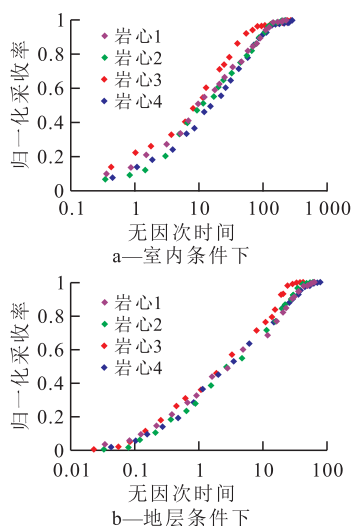 归一化采收率
1
0.8
0.6
0.4
0.2
0
岩心1
岩心2
岩心3
岩心4
0.1 1 10 100 1 000
无因次时间
a—室内条件下
归一化采收率
1
0.8
0.6
0.4
0.2
0
岩心1
岩心2
岩心3
岩心4
0.01 0.1 1 10 100
无因次时间
b—地层条件下